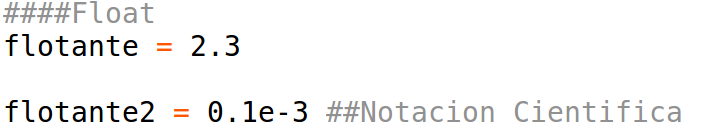 ####Float
flotante = 2.3
flotante2 = 0.1e-3 ##Notacion Cientifica